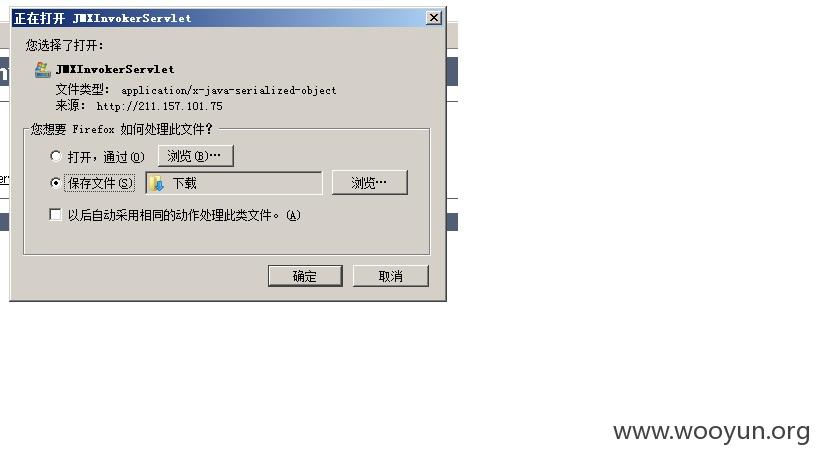 正在打开 JMXInvokerServlet
您选择了打开：
JMXInvokerServlet
文件类型： application/x-java-serialized-object
来源： http://211.157.101.75
您想要 Firefox 如何处理此文件？
打开，通过(O) 浏览(B)…
保存文件(S) 下载 浏览…
以后自动采用相同的动作处理此类文件。(A)
确定 取消
www.wooyun.org